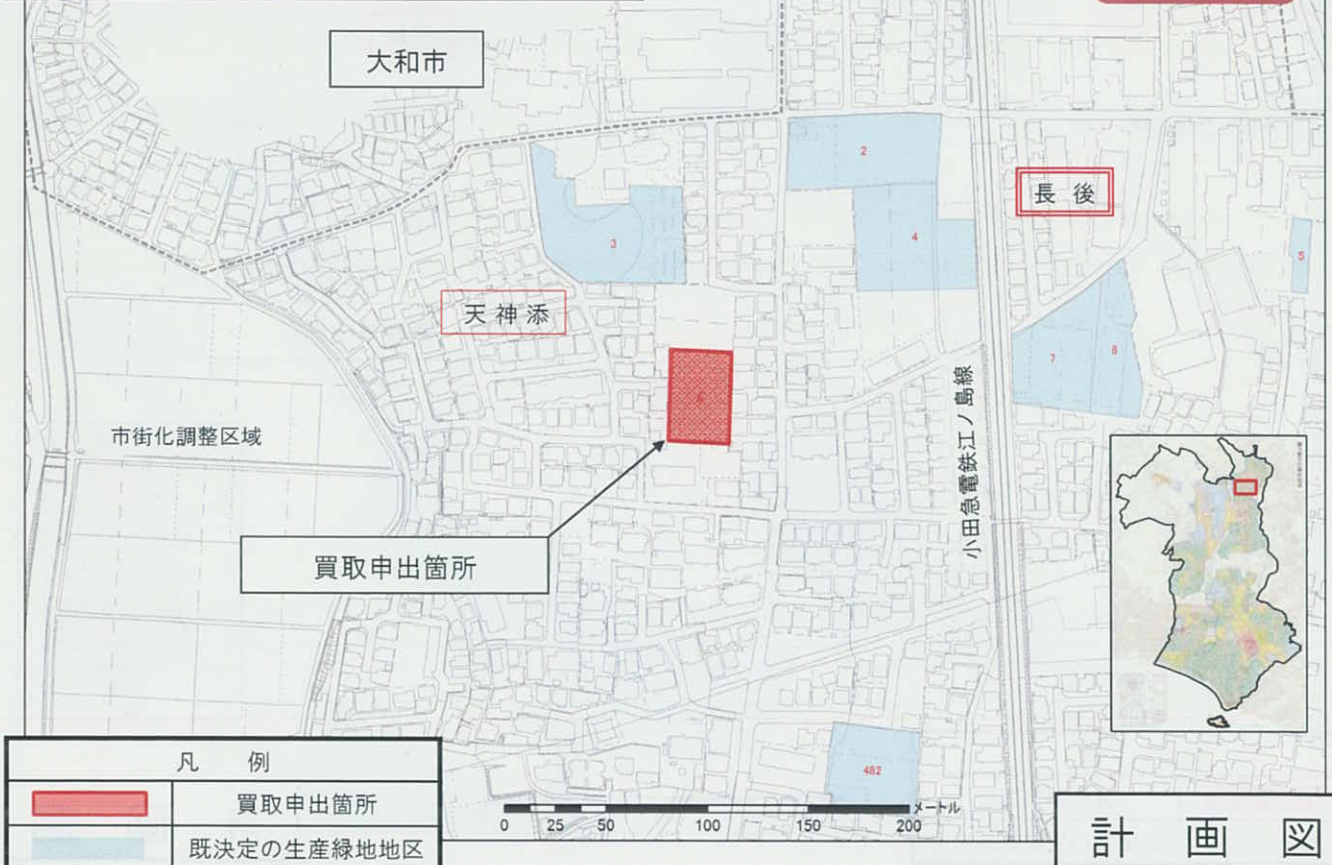 大和市
2
長後
3
4
5
天神添
7
8
小田急電鉄江ノ島線
市街化調整区域
買取申出箇所
482
凡 例
買取申出箇所
既決定の生産緑地地区
メートル
0 25 50 100 150 200
計 画 図